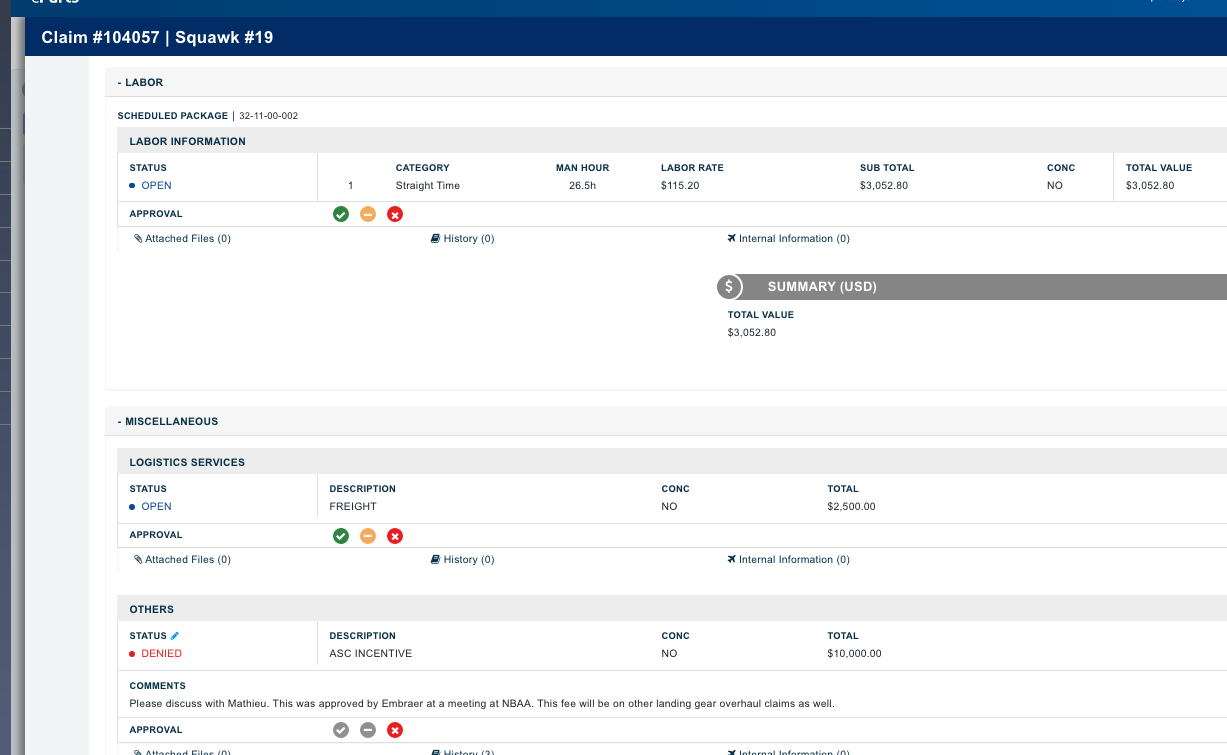 Claim #104057 | Squawk #19
- LABOR
SCHEDULED PACKAGE | 32-11-00-002
LABOR INFORMATION
STATUS CATEGORY MAN HOUR LABOR RATE SUB TOTAL CONC TOTAL VALUE
OPEN 1 Straight Time 26.5h $115.20 $3,052.80 NO $3,052.80
APPROVAL
Attached Files (0) History (0) Internal Information (0)
$ SUMMARY (USD)
TOTAL VALUE
$3,052.80
- MISCELLANEOUS
LOGISTICS SERVICES
STATUS DESCRIPTION CONC TOTAL
OPEN FREIGHT NO $2,500.00
APPROVAL
Attached Files (0) History (0) Internal Information (0)
OTHERS
STATUS DESCRIPTION CONC TOTAL
DENIED ASC INCENTIVE NO $10,000.00
COMMENTS
Please discuss with Mathieu. This was approved by Embraer at a meeting at NBAA. This fee will be on other landing gear overhaul claims as well.
APPROVAL
Attached Files (0) History (3) Internal Information (0)